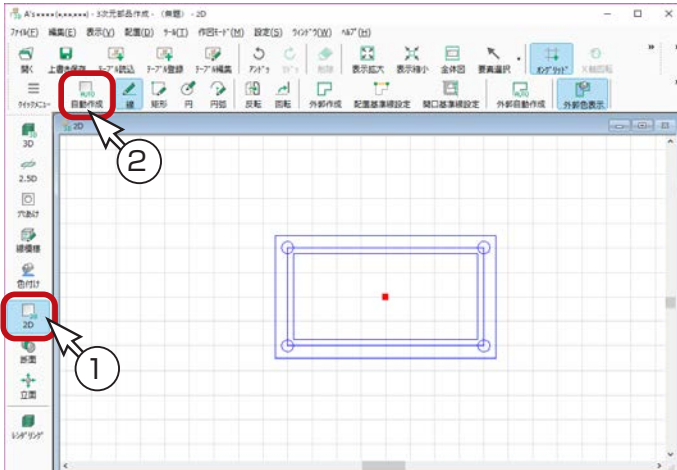 A's★★★★(★.★★,★★★) - 3次元部品作成 - (無題) - 2D
ﾌｧｲﾙ(F) 編集(E) 表示(V) 配置(D) ﾂｰﾙ(T) 作図ﾓｰﾄﾞ(M) 設定(S) ｳｨﾝﾄﾞｳ(W) ﾍﾙﾌﾟ(H)
開く 上書き保存 ﾃｰﾌﾞﾙ読込 ﾃｰﾌﾞﾙ登録 ﾃｰﾌﾞﾙ編集 ｱﾝﾄﾞｩ ﾘﾄﾞｩ 削除 表示拡大 表示縮小 全体図 要素選択 ｵﾝｸﾞﾘｯﾄﾞ X軸回転
ｸｲｯｸﾒﾆｭｰ 自動作成 線 矩形 円 円弧 反転 回転 外部作成 配置基準線設定 開口基準線設定 外部自動作成 外部色表示
AUTO
AUTO
2D
3D
2.5D
穴あけ
線模様
色付け
2D
断面
立面
ﾚﾝﾀﾞﾘﾝｸﾞ
2
1